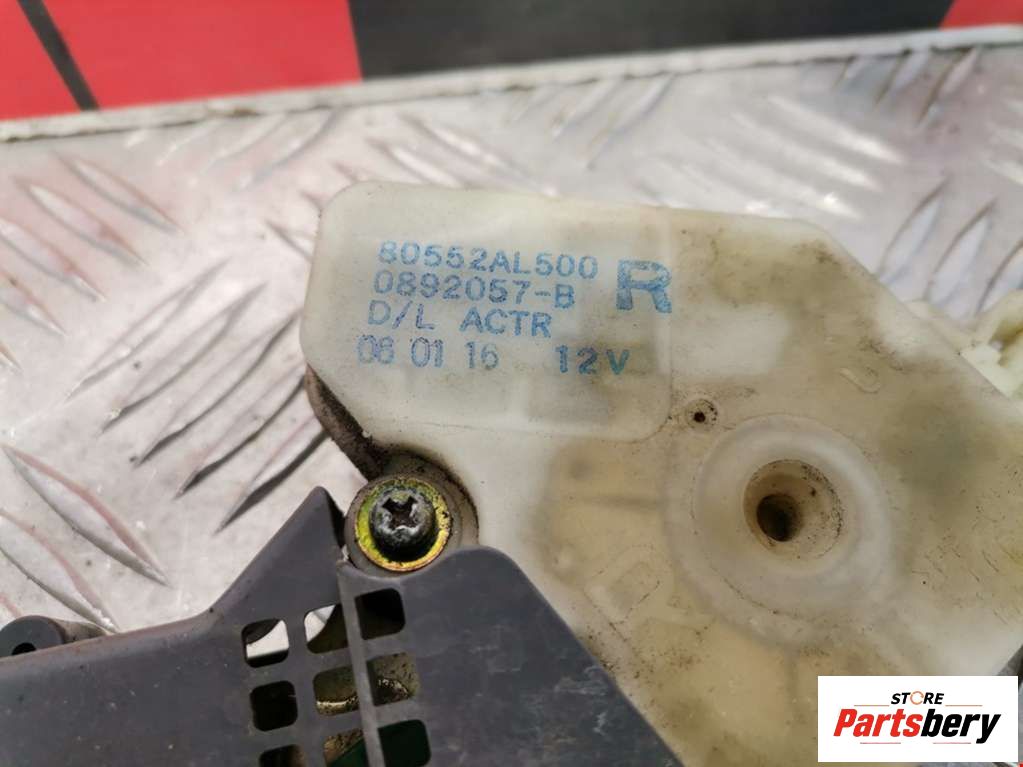 80552AL500
0892057-B R
D/L ACTR
06 01 16 12V
STORE
Partsbery